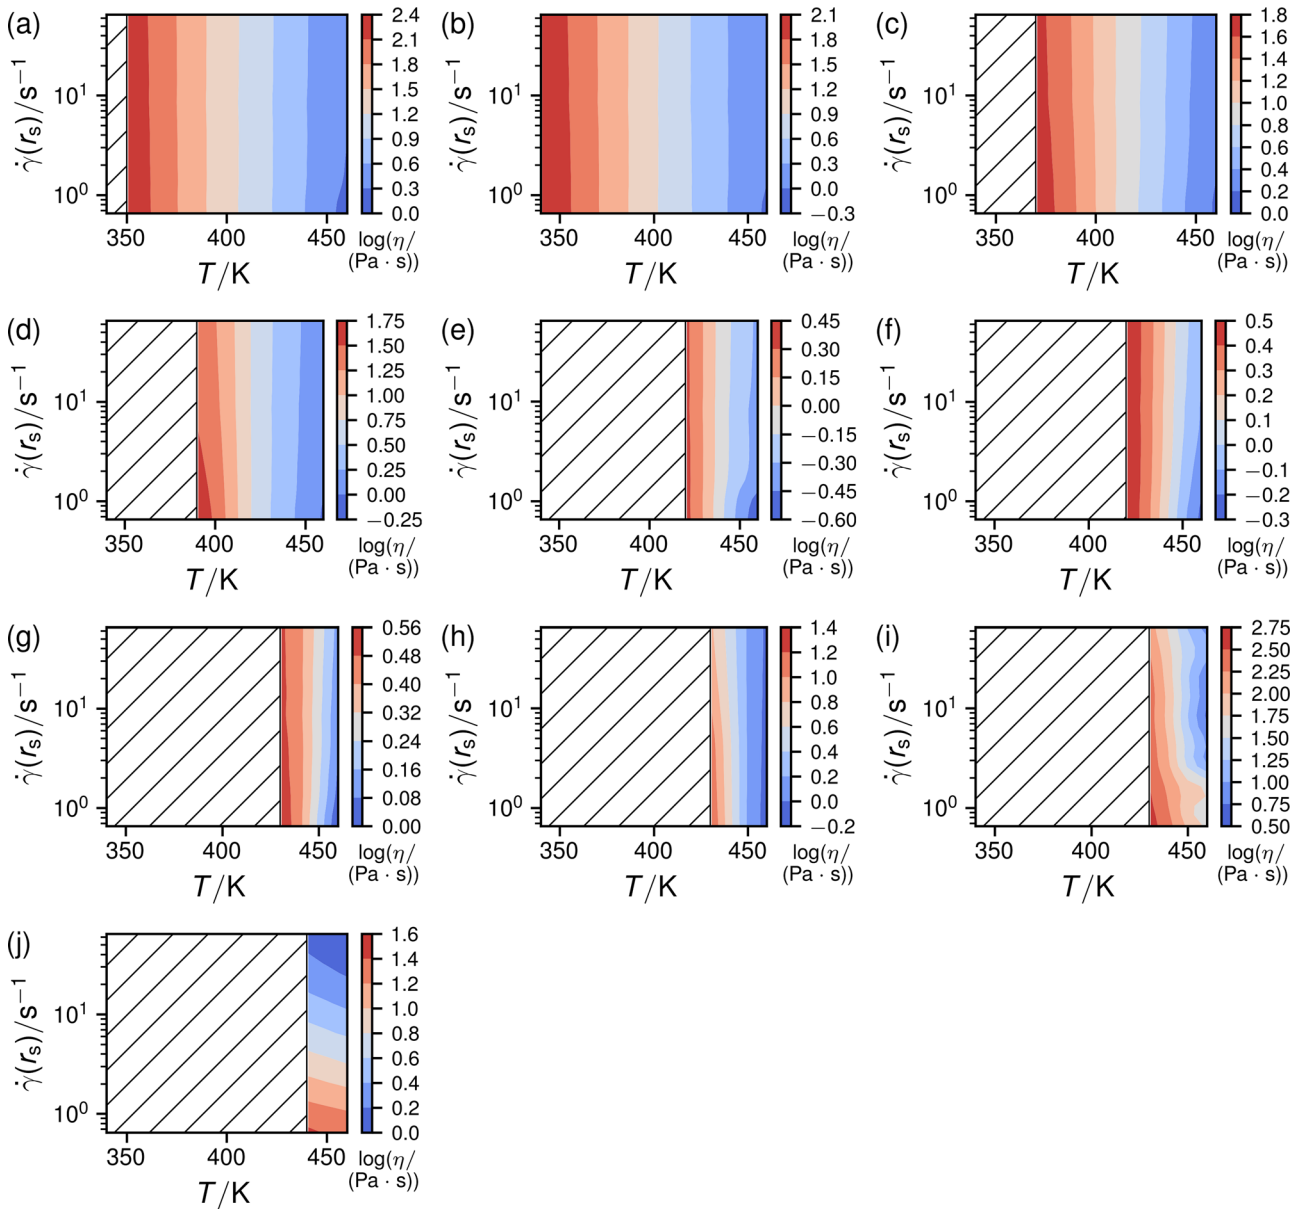 (a)
γ̇(rₛ)/s⁻¹
10¹
10⁰
350
400
450
T/K
2.4
2.1
1.8
1.5
1.2
0.9
0.6
0.3
0.0
log(η/
(Pa · s))
(b)
γ̇(rₛ)/s⁻¹
10¹
10⁰
350
400
450
T/K
2.1
1.8
1.5
1.2
0.9
0.6
0.3
0.0
−0.3
log(η/
(Pa · s))
(c)
γ̇(rₛ)/s⁻¹
10¹
10⁰
350
400
450
T/K
1.8
1.6
1.4
1.2
1.0
0.8
0.6
0.4
0.2
0.0
log(η/
(Pa · s))
(d)
γ̇(rₛ)/s⁻¹
10¹
10⁰
350
400
450
T/K
1.75
1.50
1.25
1.00
0.75
0.50
0.25
0.00
−0.25
log(η/
(Pa · s))
(e)
γ̇(rₛ)/s⁻¹
10¹
10⁰
350
400
450
T/K
0.45
0.30
0.15
0.00
−0.15
−0.30
−0.45
−0.60
log(η/
(Pa · s))
(f)
γ̇(rₛ)/s⁻¹
10¹
10⁰
350
400
450
T/K
0.5
0.4
0.3
0.2
0.1
0.0
−0.1
−0.2
−0.3
log(η/
(Pa · s))
(g)
γ̇(rₛ)/s⁻¹
10¹
10⁰
350
400
450
T/K
0.56
0.48
0.40
0.32
0.24
0.16
0.08
0.00
log(η/
(Pa · s))
(h)
γ̇(rₛ)/s⁻¹
10¹
10⁰
350
400
450
T/K
1.4
1.2
1.0
0.8
0.6
0.4
0.2
0.0
−0.2
log(η/
(Pa · s))
(i)
γ̇(rₛ)/s⁻¹
10¹
10⁰
350
400
450
T/K
2.75
2.50
2.25
2.00
1.75
1.50
1.25
1.00
0.75
0.50
log(η/
(Pa · s))
(j)
γ̇(rₛ)/s⁻¹
10¹
10⁰
350
400
450
T/K
1.6
1.4
1.2
1.0
0.8
0.6
0.4
0.2
0.0
log(η/
(Pa · s))